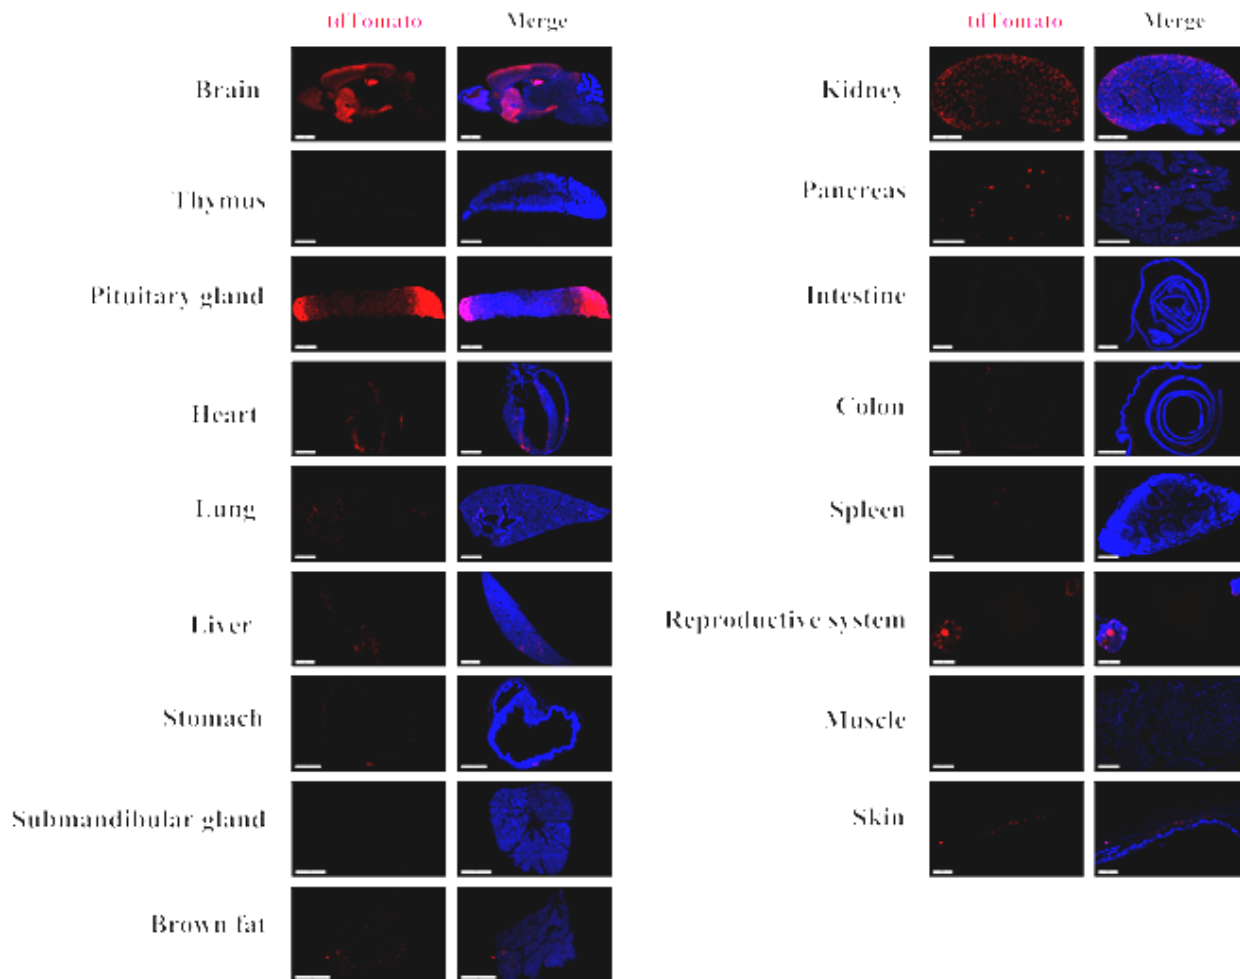 tdTomato Merge
Brain
Thymus
Pituitary gland
Heart
Lung
Liver
Stomach
Submandibular gland
Brown fat
tdTomato Merge
Kidney
Pancreas
Intestine
Colon
Spleen
Reproductive system
Muscle
Skin